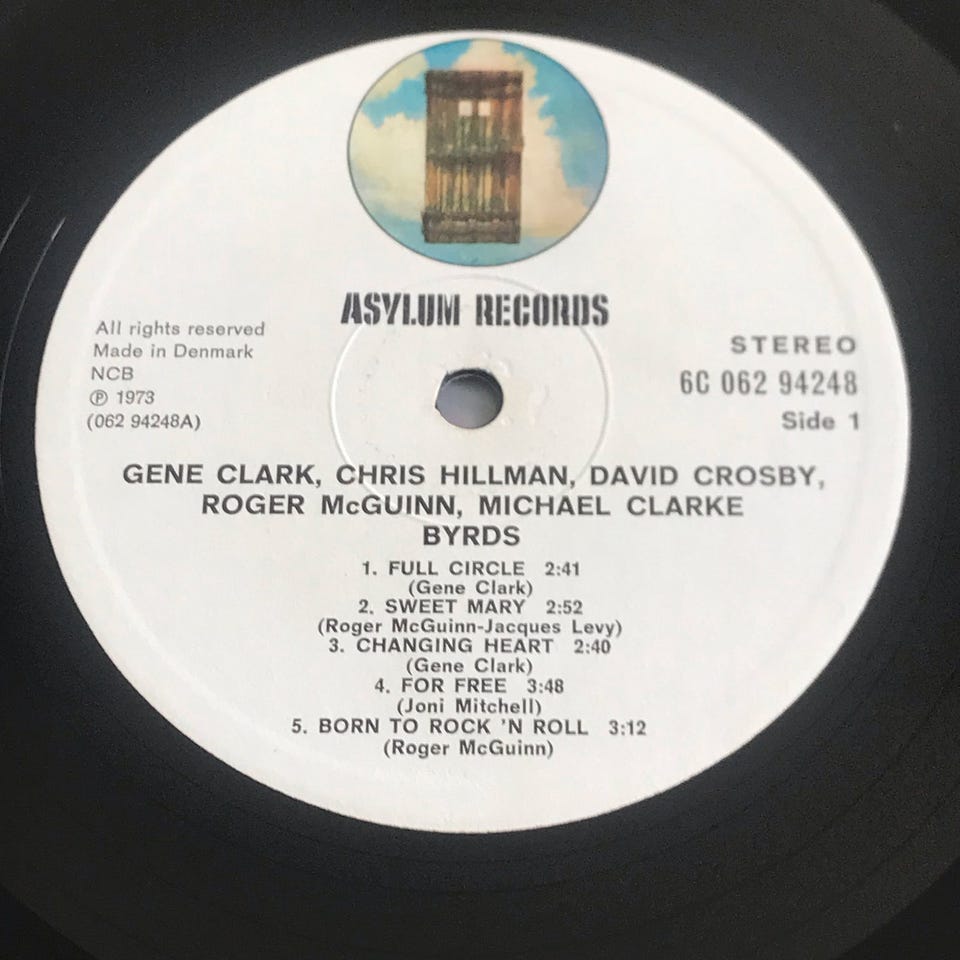 ASYLUM RECORDS
All rights reserved
Made in Denmark
NCB
Ⓟ 1973
(062 94248A)
STEREO
6C 062 94248
Side 1
GENE CLARK, CHRIS HILLMAN, DAVID CROSBY,
ROGER McGUINN, MICHAEL CLARKE
BYRDS
1. FULL CIRCLE 2:41
(Gene Clark)
2. SWEET MARY 2:52
(Roger McGuinn-Jacques Levy)
3. CHANGING HEART 2:40
(Gene Clark)
4. FOR FREE 3:48
(Joni Mitchell)
5. BORN TO ROCK 'N ROLL 3:12
(Roger McGuinn)